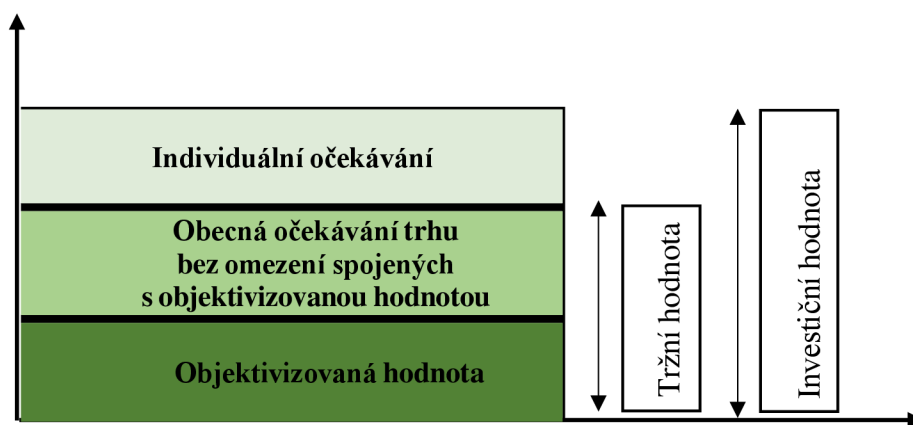 Individuální očekávání
Obecná očekávání trhu
bez omezení spojených
s objektivizovanou hodnotou
Objektivizovaná hodnota
Tržní hodnota
Investiční hodnota